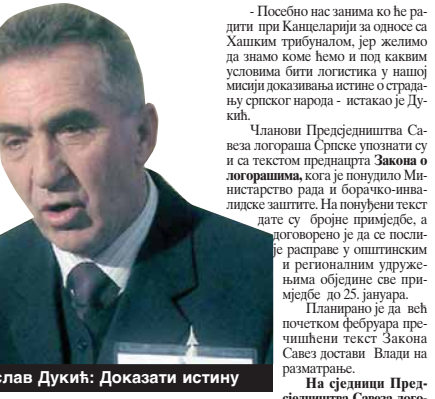 - Посебно нас занима ко ће ра-
дити при Канцеларији за односе са
Хашким трибуналом, јер желимо
да знамо коме ћемо и под каквим
условима бити логистика у нашој
мисији доказивања истине о страда-
њу српског народа - истакао је Ду-
кић.
Чланови Предсједништва Са-
веза логораша Српске упознати су
и са текстом преднацрта Закона о
логорашима, кога је понудило Ми-
нистарство рада и борачко-инва-
лидске заштите. На понуђени текст
дате су бројне примједбе, а
договорено је да се посли-
је расправе у општинским
и регионалним удруже-
њима обједине све при-
мједбе до 25. јануара.
Планирано је да већ
почетком фебруара пре-
чишћени текст Закона
Савез достави Влади на
разматрање.
На сједници Пред-
сједништва Савеза лого-
слав Дукић: Доказати истину